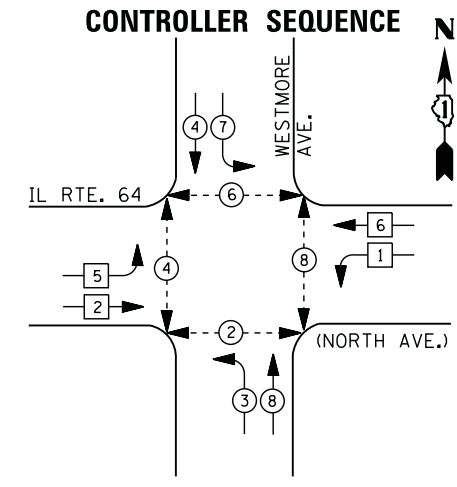 CONTROLLER SEQUENCE
N
1
WESTMORE
AVE.
4 7
IL RTE. 64
6
6
5
4
8
1
2
2
(NORTH AVE.)
3 8